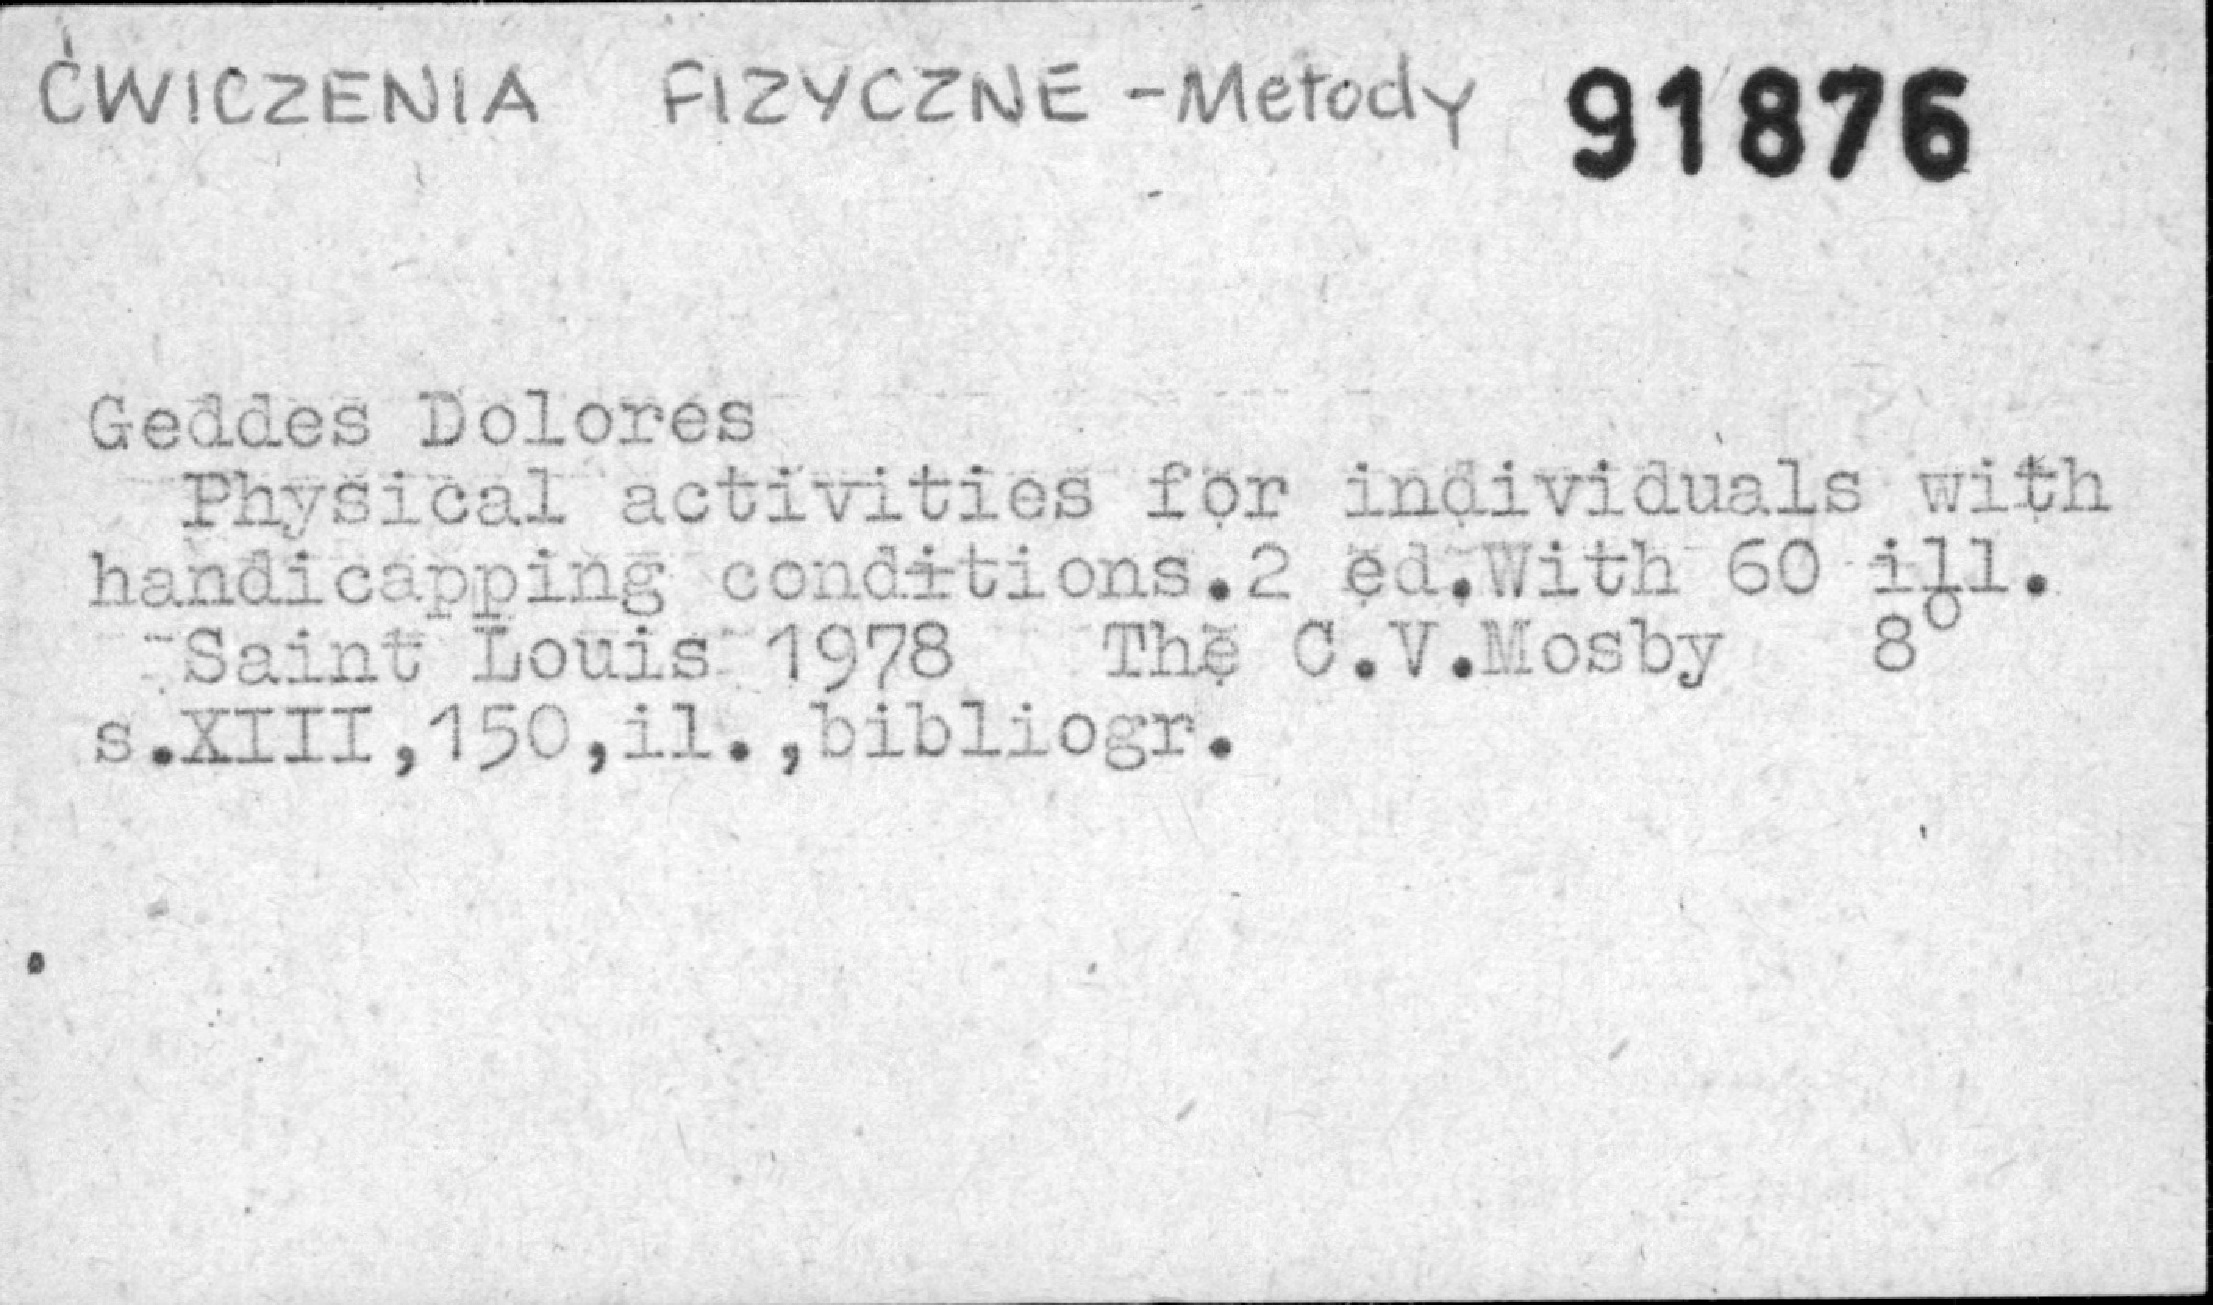 ĆWICZENIA FIZYCZNE - Metody 91876
Geddes Dolores
Physical activities for individuals with
handicapping conditions.2 ed.With 60 ill.
Saint Louis 1978 The C.V.Mosby 8°
s.XIII,150,il.,bibliogr.